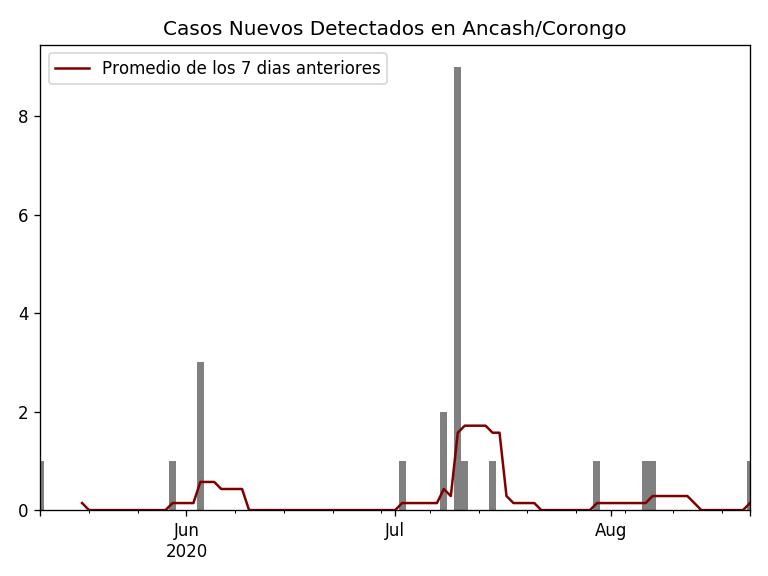 Casos Nuevos Detectados en Ancash/Corongo
Promedio de los 7 dias anteriores
8
6
4
2
0
Jun
2020
Jul
Aug